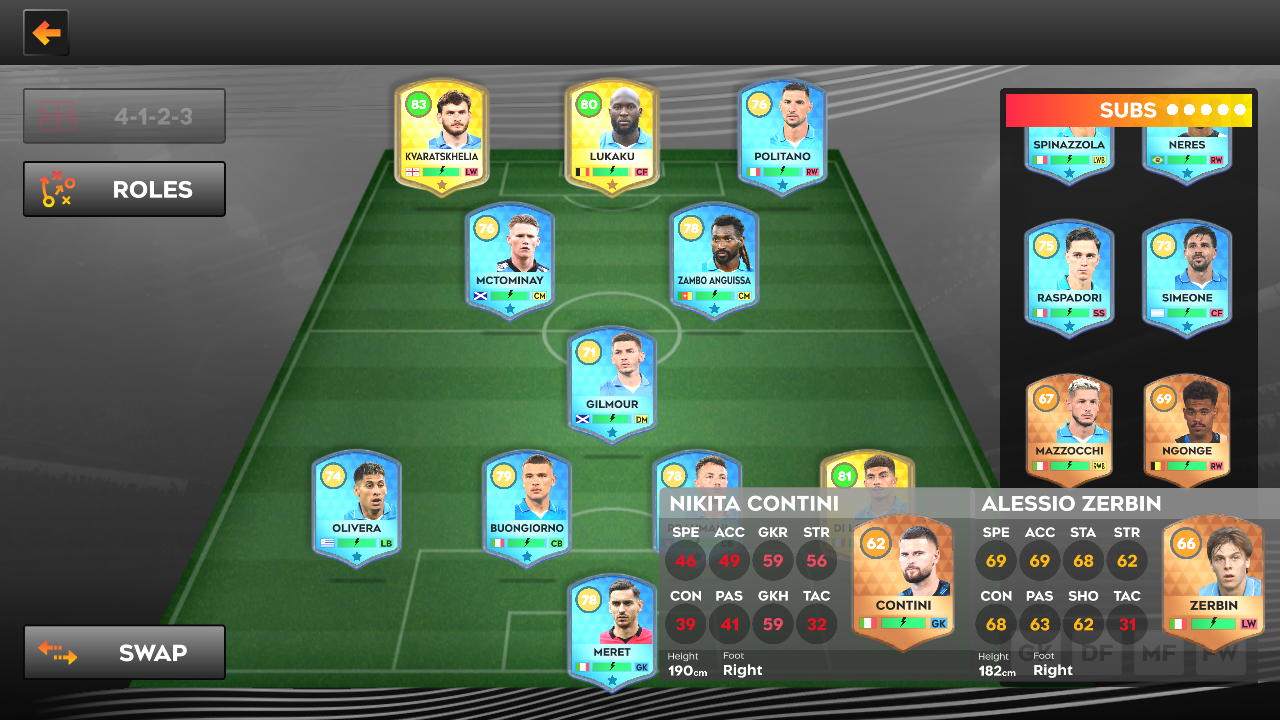 4-1-2-3
ROLES
SWAP
83
KVARATSKHELIA
LW
80
LUKAKU
CF
76
POLITANO
RW
76
MCTOMINAY
CM
78
ZAMBO ANGUISSA
CM
71
GILMOUR
DM
74
OLIVERA
LB
79
BUONGIORNO
CB
78
81
78
MERET
GK
SUBS
SPINAZZOLA
LWB
NERES
RW
75
RASPADORI
SS
73
SIMEONE
CF
67
MAZZOCCHI
RWB
69
NGONGE
RW
NIKITA CONTINI
SPE ACC GKR STR
46 49 59 56
CON PAS GKH TAC
39 41 59 32
Height Foot
190cm Right
62
CONTINI
GK
ALESSIO ZERBIN
SPE ACC STA STR
69 69 68 62
CON PAS SHO TAC
68 63 62 31
Height Foot
182cm Right
66
ZERBIN
LW
GK DF MF FW